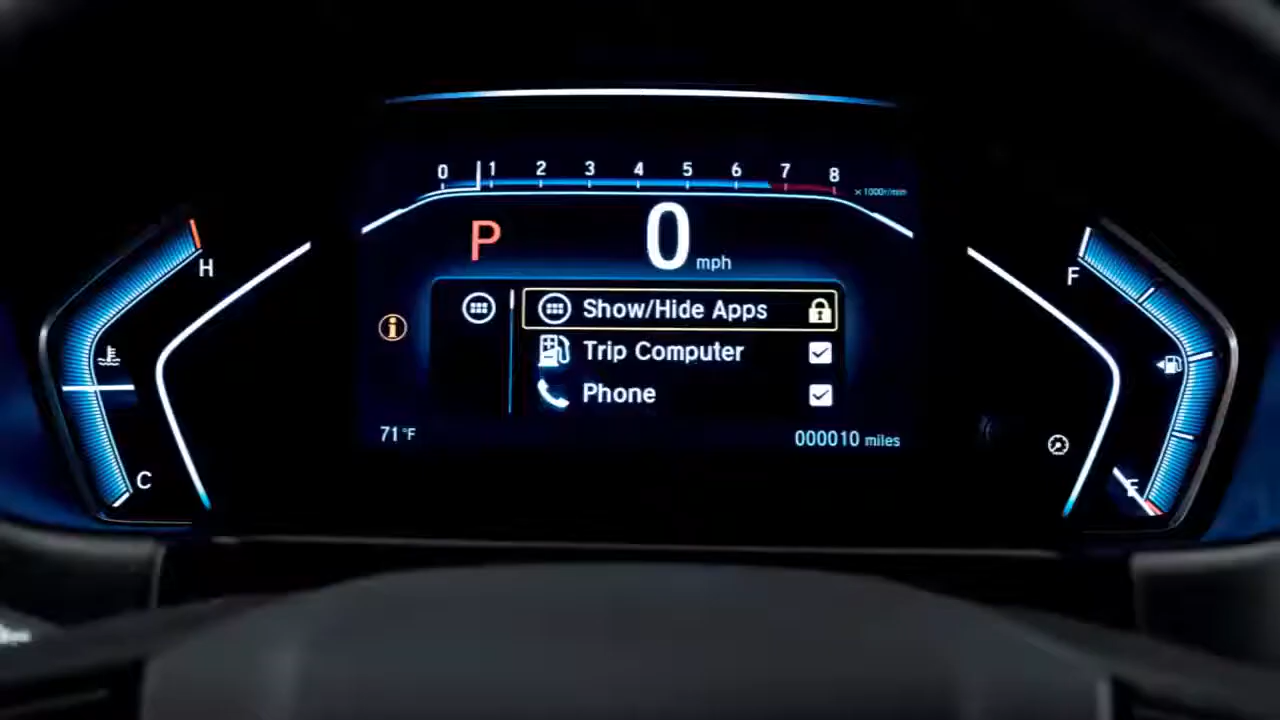 0 1 2 3 4 5 6 7 8
×1000r/min
P 0 mph
H
F
Show/Hide Apps
i
Trip Computer
Phone
71°F
000010 miles
C
E